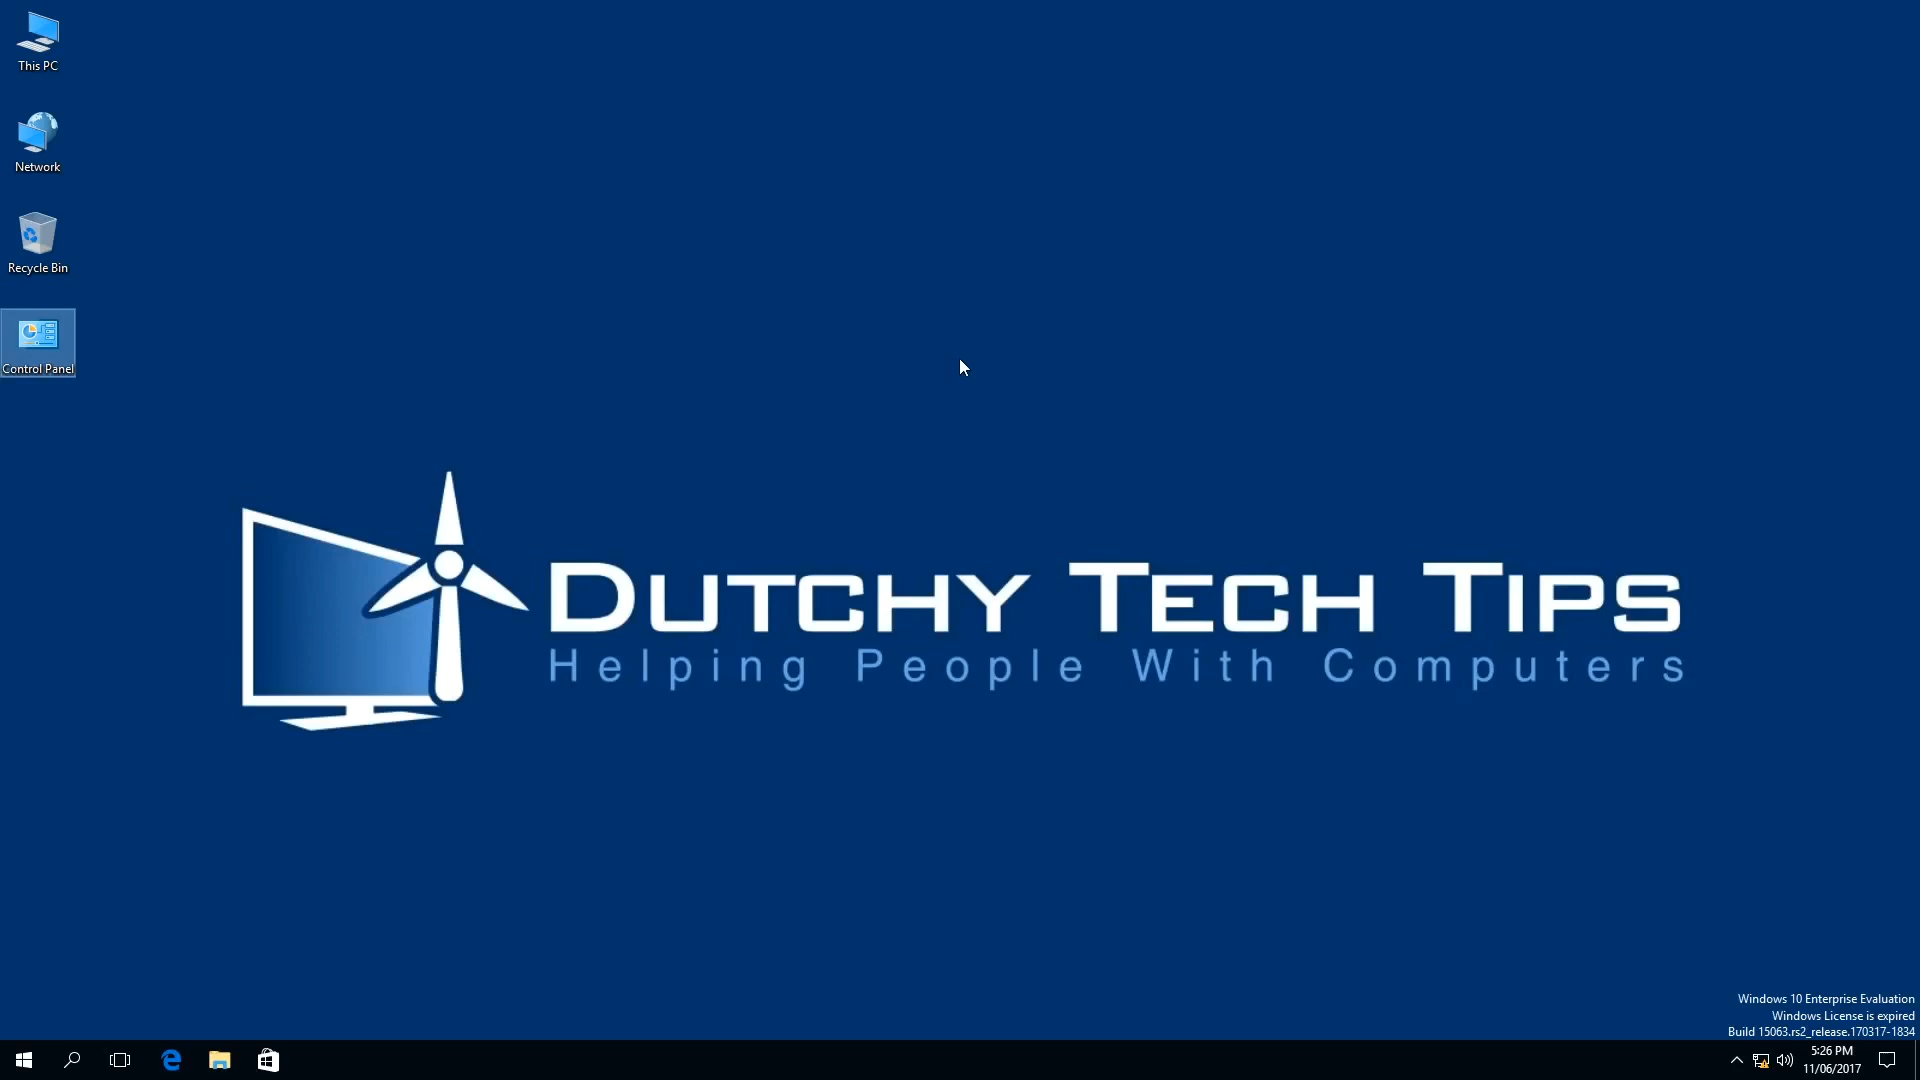 This PC
Network
Recycle Bin
Control Panel
DUTCHY TECH TIPS
Helping People With Computers
Windows 10 Enterprise Evaluation
Windows License is expired
Build 15063.rs2_release.170317-1834
5:26 PM
11/06/2017